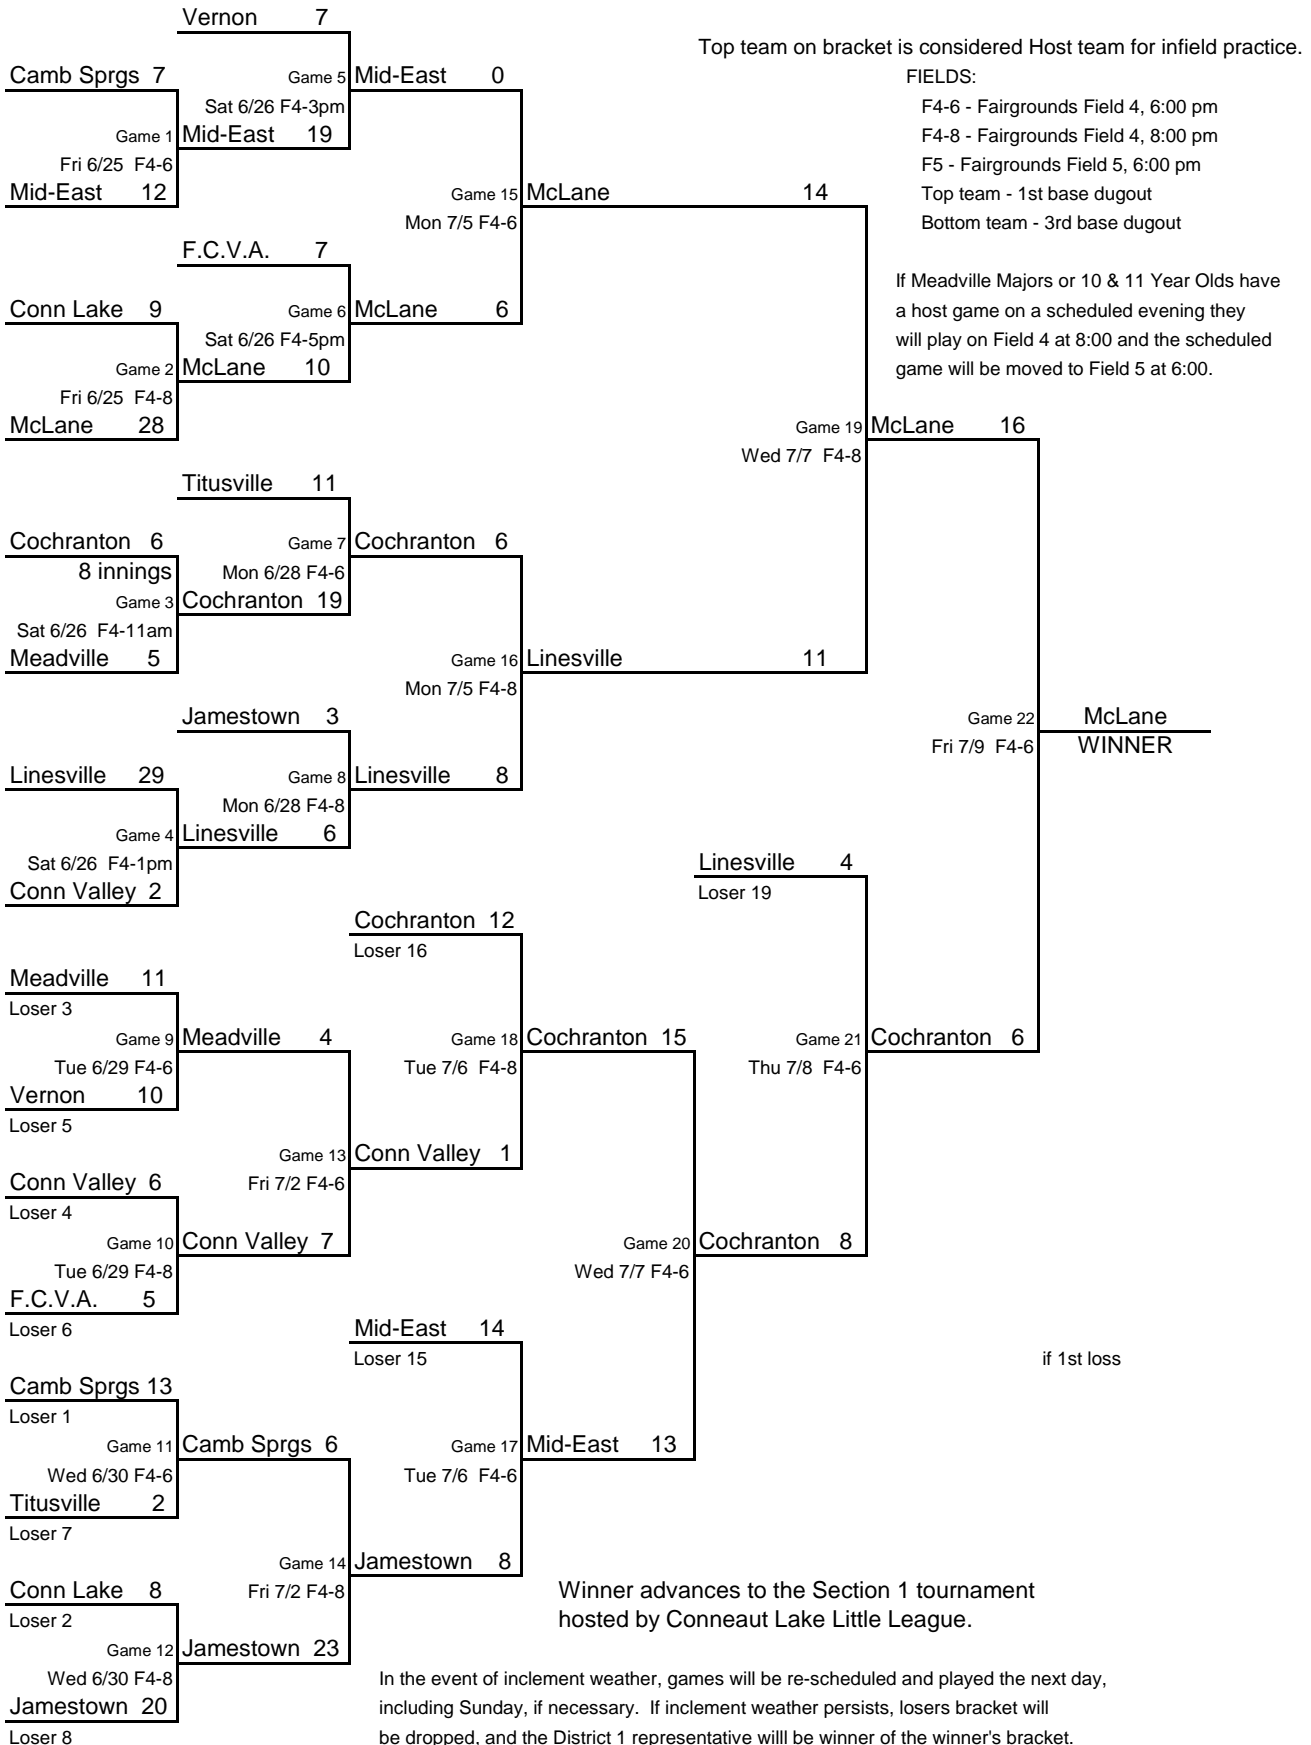 Vernon 7
Top team on bracket is considered Host team for infield practice.
Camb Sprgs 7
Game 5 Mid-East 0
FIELDS:
Sat 6/26 F4-3pm
F4-6 - Fairgrounds Field 4, 6:00 pm
Game 1 Mid-East 19
F4-8 - Fairgrounds Field 4, 8:00 pm
Fri 6/25 F4-6
F5 - Fairgrounds Field 5, 6:00 pm
Mid-East 12
Game 15 McLane 14
Top team - 1st base dugout
Mon 7/5 F4-6
Bottom team - 3rd base dugout
F.C.V.A. 7
If Meadville Majors or 10 & 11 Year Olds have
a host game on a scheduled evening they
will play on Field 4 at 8:00 and the scheduled
game will be moved to Field 5 at 6:00.
Conn Lake 9
Game 6 McLane 6
Sat 6/26 F4-5pm
Game 2 McLane 10
Fri 6/25 F4-8
McLane 28
Game 19 McLane 16
Wed 7/7 F4-8
Titusville 11
Cochranton 6
Game 7 Cochranton 6
8 innings
Mon 6/28 F4-6
Game 3 Cochranton 19
Sat 6/26 F4-11am
Meadville 5
Game 16 Linesville 11
Mon 7/5 F4-8
Jamestown 3
Game 22 McLane
Fri 7/9 F4-6 WINNER
Linesville 29
Game 8 Linesville 8
Mon 6/28 F4-8
Game 4 Linesville 6
Sat 6/26 F4-1pm
Linesville 4
Conn Valley 2
Loser 19
Cochranton 12
Loser 16
Meadville 11
Loser 3
Game 9 Meadville 4
Game 18 Cochranton 15
Game 21 Cochranton 6
Tue 6/29 F4-6
Tue 7/6 F4-8
Thu 7/8 F4-6
Vernon 10
Loser 5
Game 13 Conn Valley 1
Conn Valley 6
Fri 7/2 F4-6
Loser 4
Game 10 Conn Valley 7
Game 20 Cochranton 8
Tue 6/29 F4-8
Wed 7/7 F4-6
F.C.V.A. 5
Loser 6
Mid-East 14
Loser 15
if 1st loss
Camb Sprgs 13
Loser 1
Game 11 Camb Sprgs 6
Game 17 Mid-East 13
Wed 6/30 F4-6
Tue 7/6 F4-6
Titusville 2
Loser 7
Game 14 Jamestown 8
Conn Lake 8
Fri 7/2 F4-8
Winner advances to the Section 1 tournament
Loser 2
hosted by Conneaut Lake Little League.
Game 12 Jamestown 23
Wed 6/30 F4-8
In the event of inclement weather, games will be re-scheduled and played the next day,
Jamestown 20
including Sunday, if necessary. If inclement weather persists, losers bracket will
Loser 8
be dropped, and the District 1 representative willl be winner of the winner's bracket.